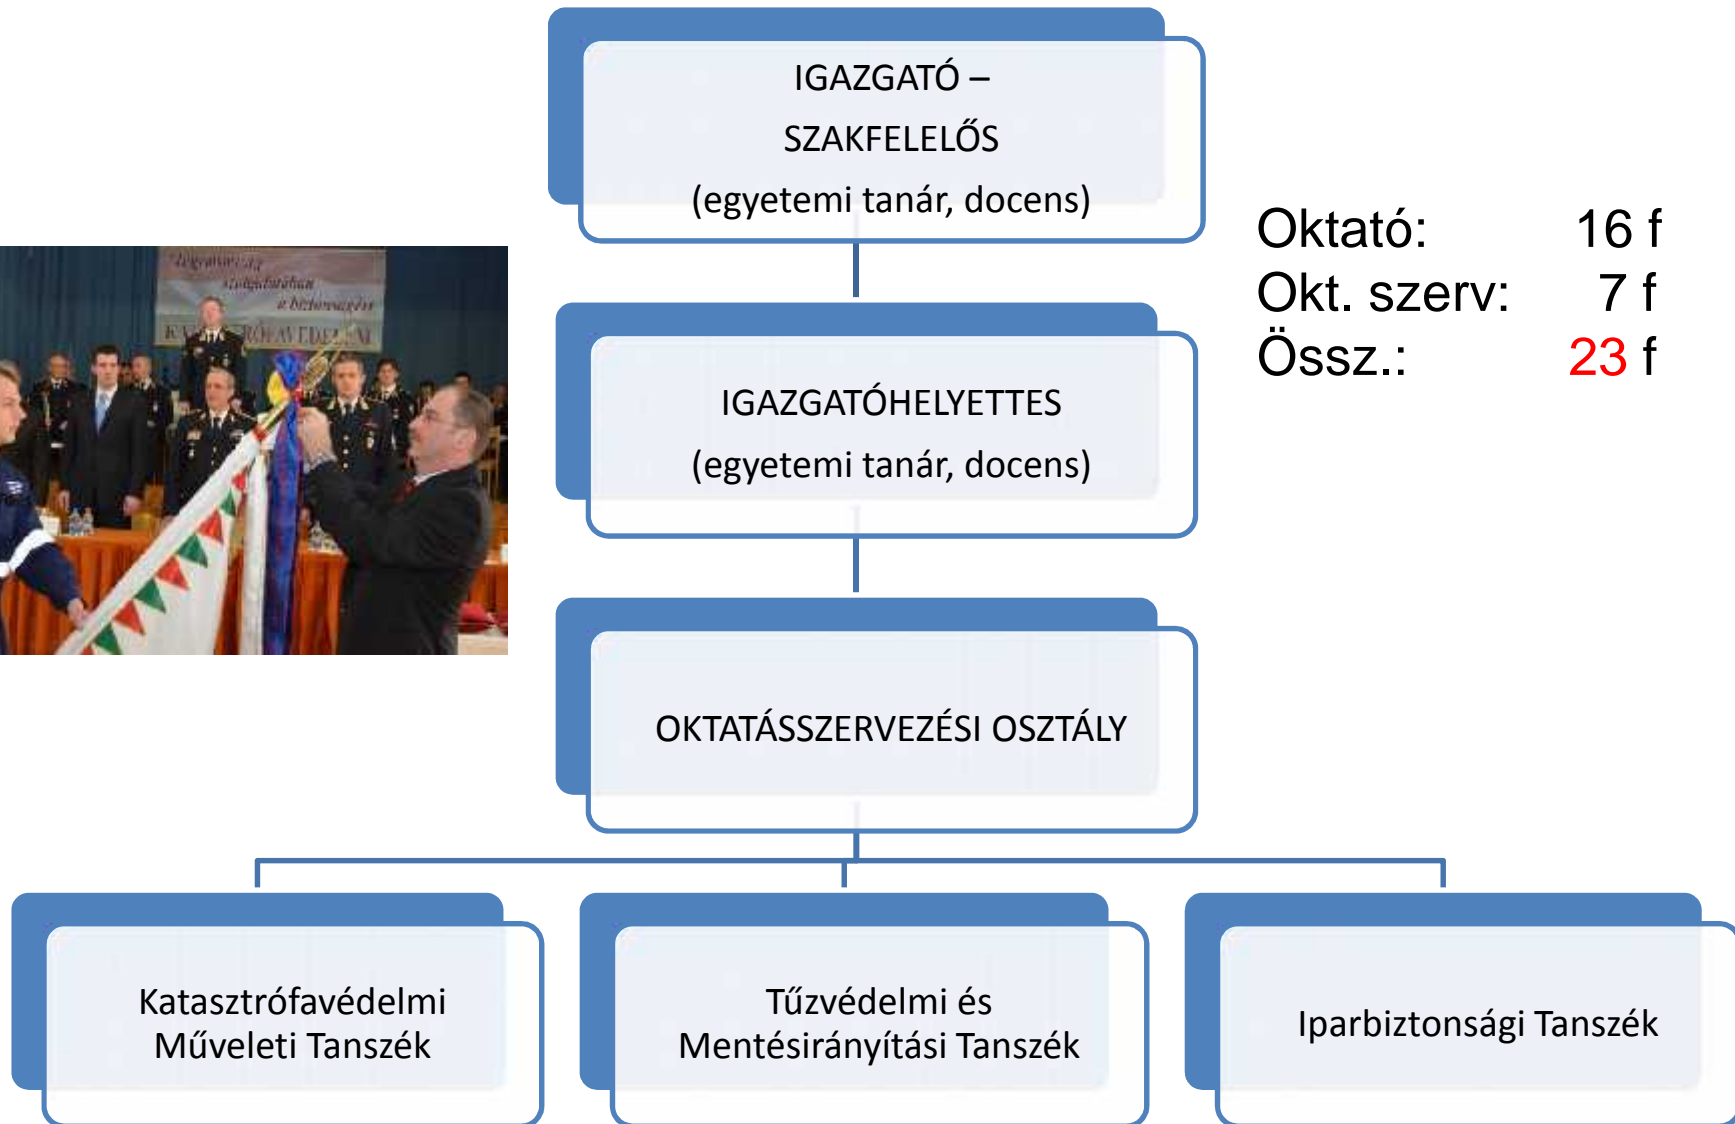 IGAZGATÓ –
SZAKFELELŐS
(egyetemi tanár, docens)
Oktató: 16 f
Okt. szerv: 7 f
Össz.: 23 f
a biztonságért
IGAZGATÓHELYETTES
(egyetemi tanár, docens)
OKTATÁSSZERVEZÉSI OSZTÁLY
Katasztrófavédelmi
Műveleti Tanszék
Tűzvédelmi és
Mentésirányítási Tanszék
Iparbiztonsági Tanszék